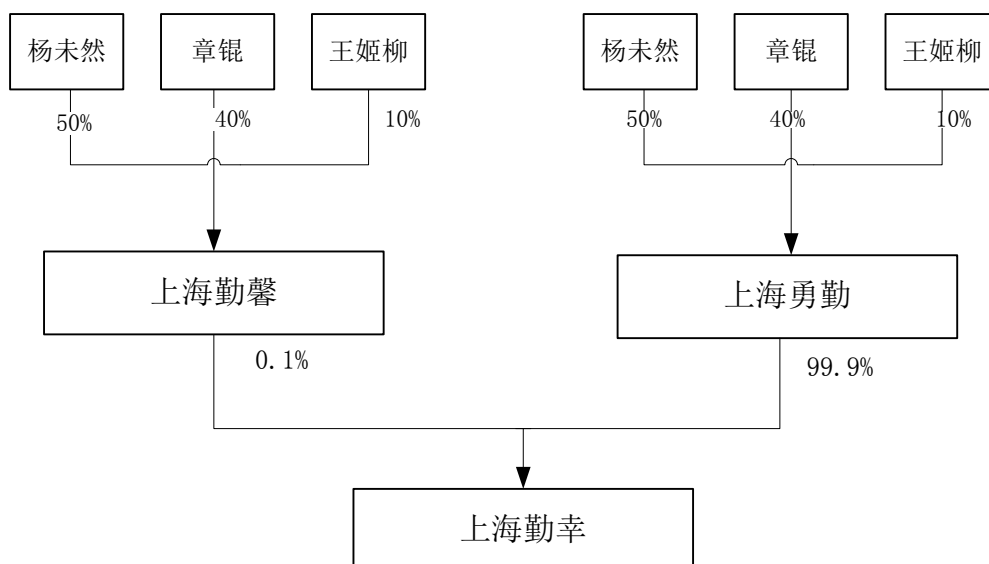 杨未然 章锟 王姬柳 杨未然 章锟 王姬柳
50% 40% 10% 50% 40% 10%
上海勤馨 上海勇勤
0.1% 99.9%
上海勤幸